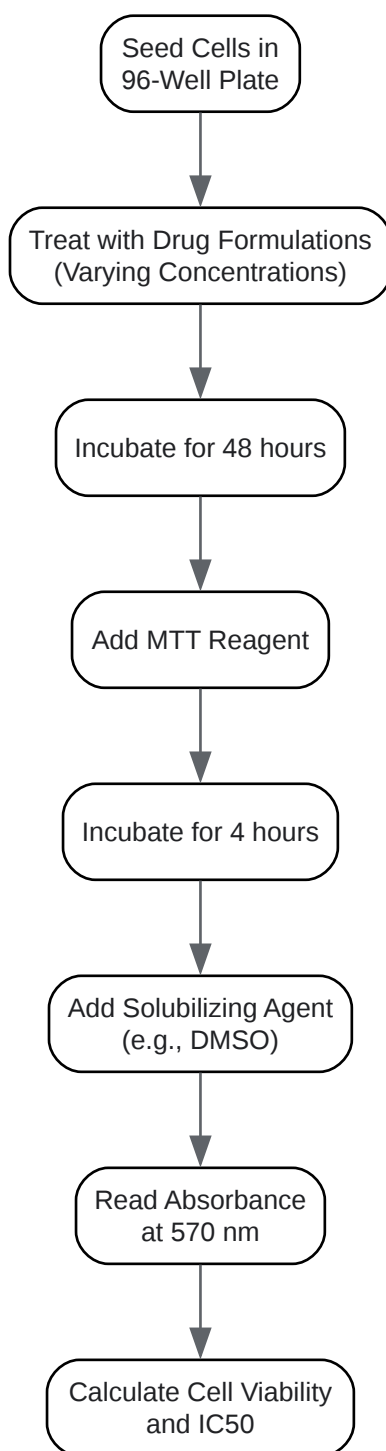 Seed Cells in
96-Well Plate
Treat with Drug Formulations
(Varying Concentrations)
Incubate for 48 hours
Add MTT Reagent
Incubate for 4 hours
Add Solubilizing Agent
(e.g., DMSO)
Read Absorbance
at 570 nm
Calculate Cell Viability
and IC50